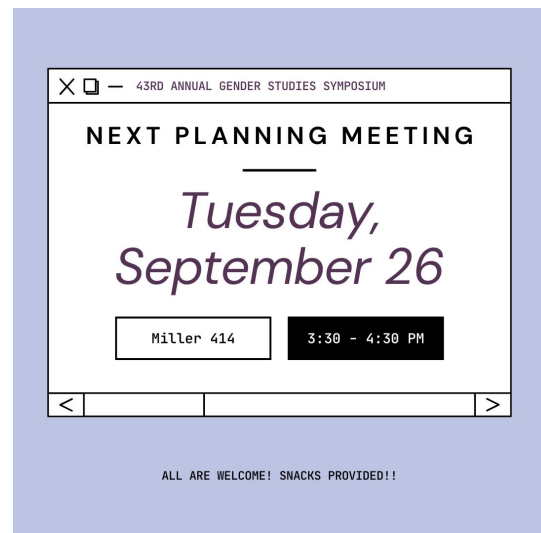 43RD ANNUAL GENDER STUDIES SYMPOSIUM
NEXT PLANNING MEETING
Tuesday,
September 26
Miller 414
3:30 - 4:30 PM
ALL ARE WELCOME! SNACKS PROVIDED!!